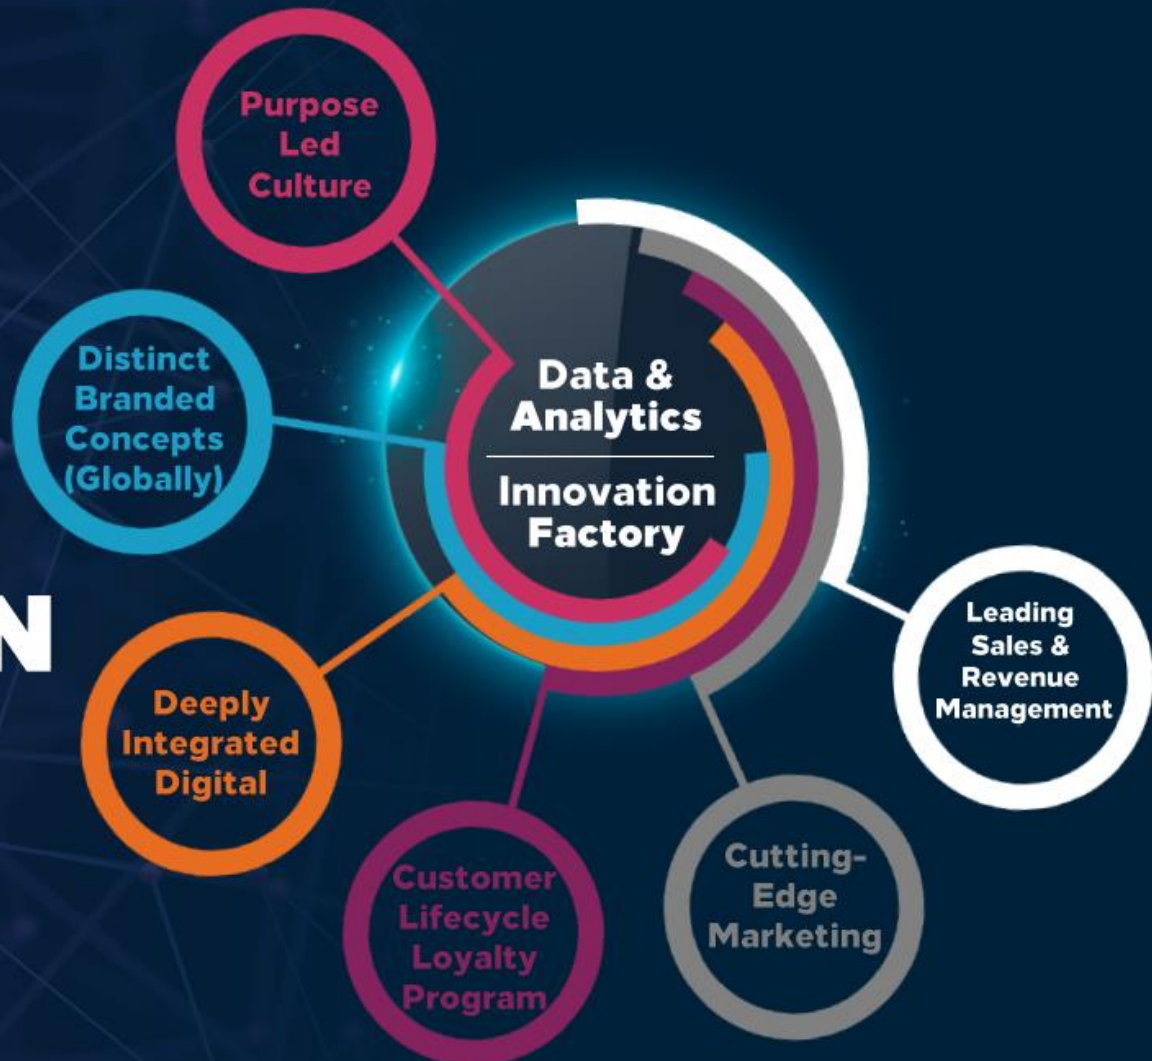 Purpose
Led
Culture
Distinct
Branded
Concepts
(Globally)
Data &
Analytics
Innovation
Factory
N
Deeply
Integrated
Digital
Leading
Sales &
Revenue
Management
Customer
Lifecycle
Loyalty
Program
Cutting-
Edge
Marketing